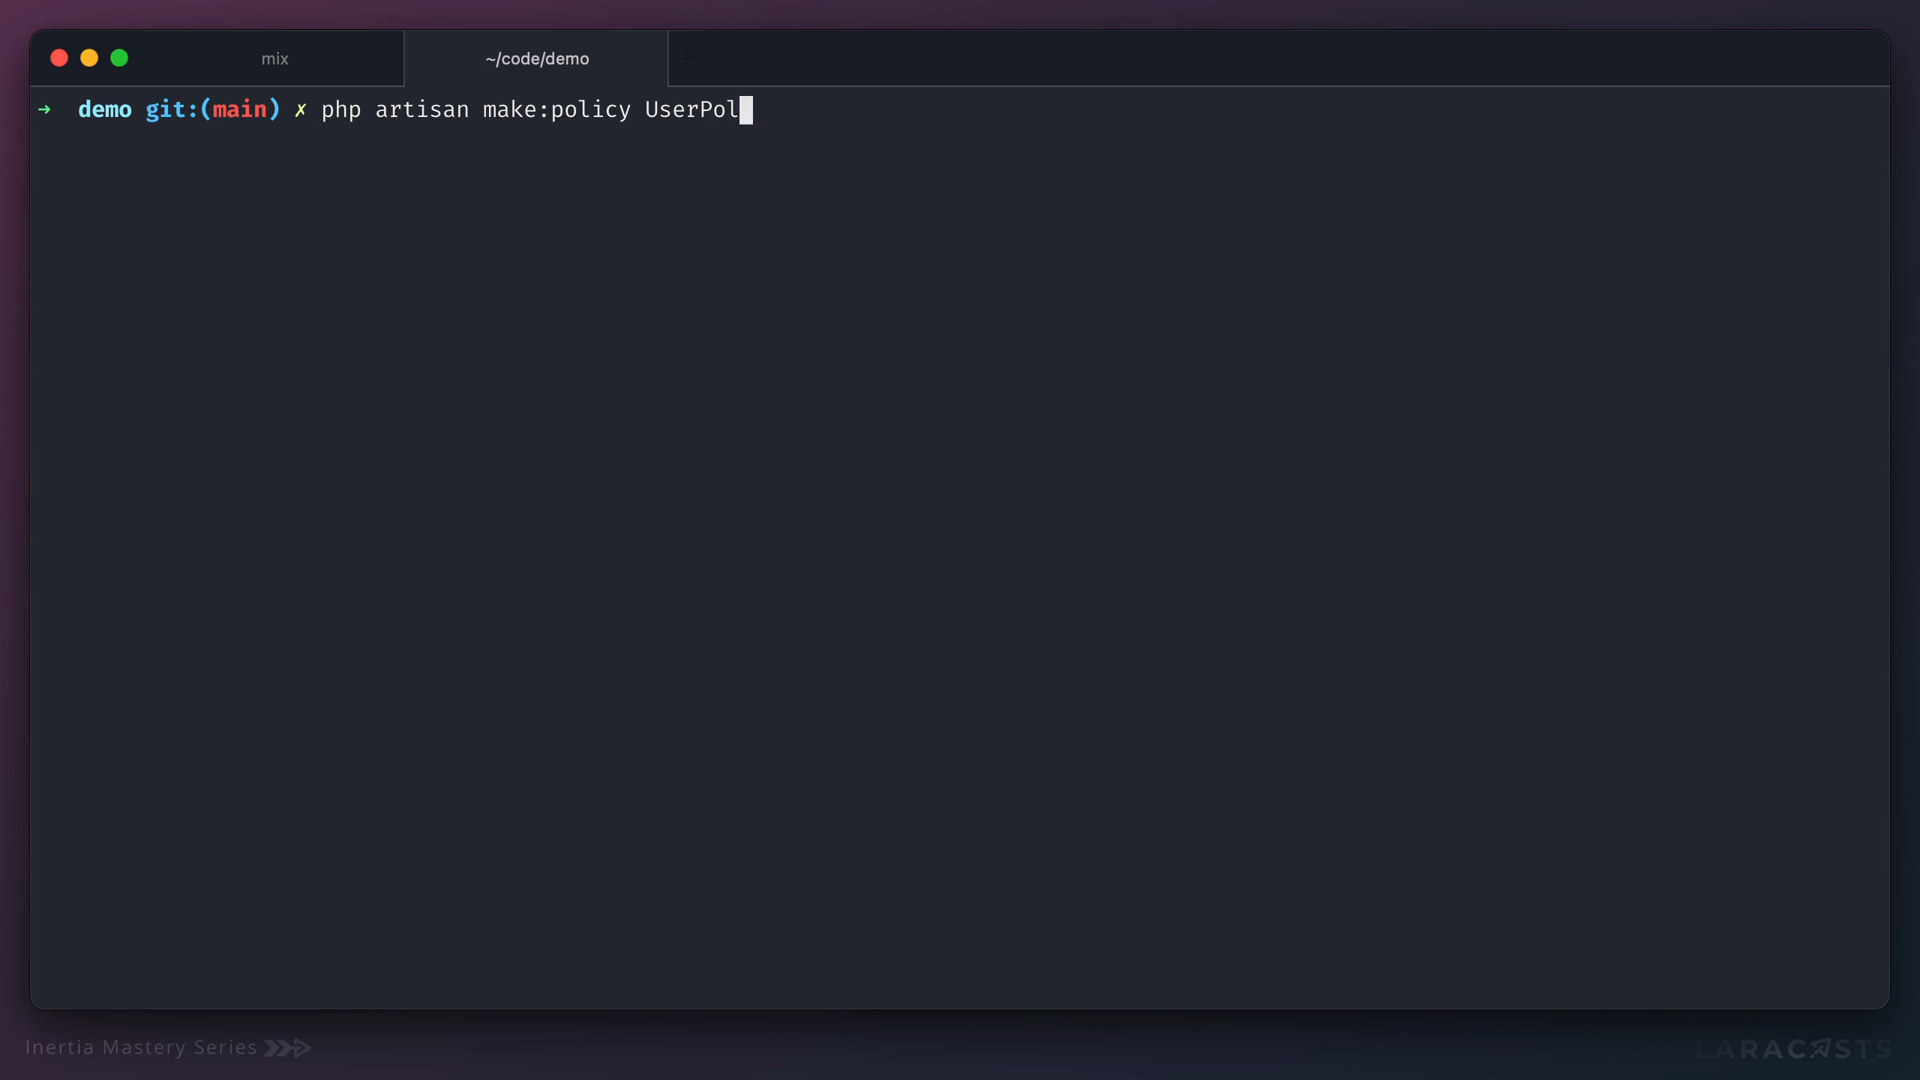 mix
~/code/demo
→ demo git:(main) ✗ php artisan make:policy UserPol
Inertia Mastery Series
LARACASTS